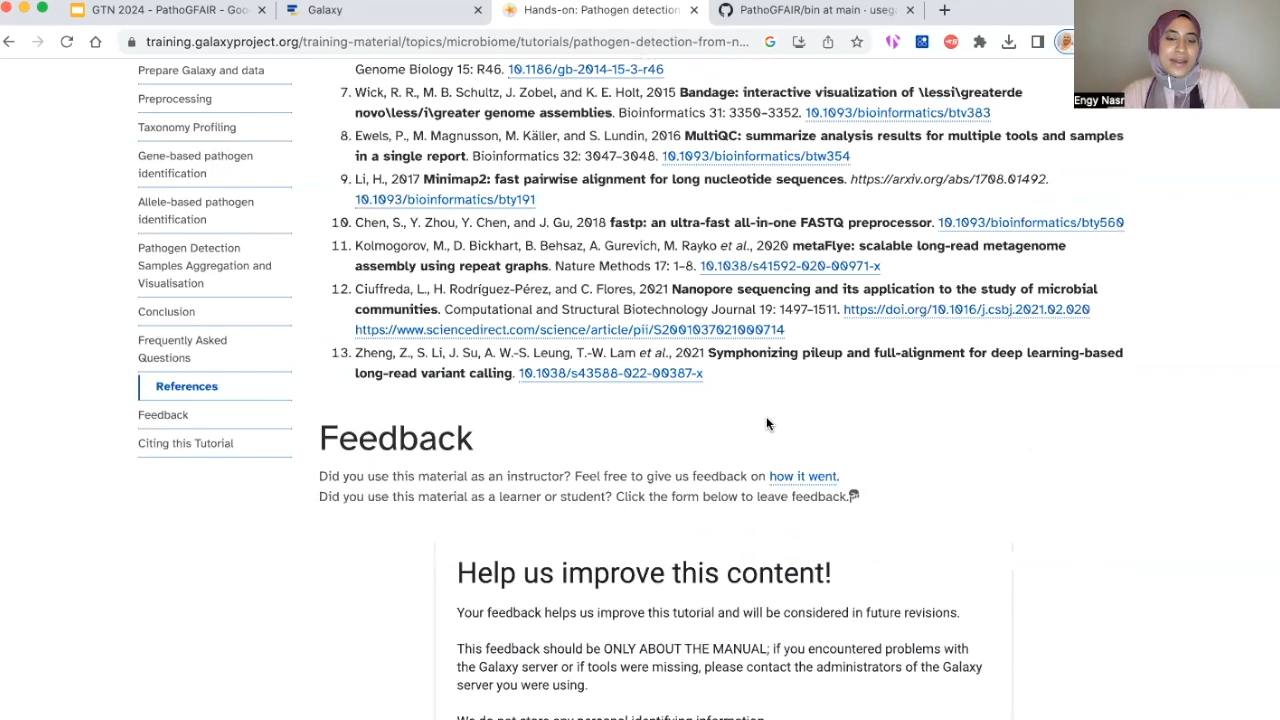 GTN 2024 - PathoGFAIR - Goo
Galaxy
Hands-on: Pathogen detection
PathoGFAIR/bin at main · useg
training.galaxyproject.org/training-material/topics/microbiome/tutorials/pathogen-detection-from-n...
Engy Nasr
Prepare Galaxy and data
Preprocessing
Taxonomy Profiling
Gene-based pathogen
identification
Allele-based pathogen
identification
Pathogen Detection
Samples Aggregation and
Visualisation
Conclusion
Frequently Asked
Questions
References
Feedback
Citing this Tutorial
Genome Biology 15: R46. 10.1186/gb-2014-15-3-r46
7. Wick, R. R., M. B. Schultz, J. Zobel, and K. E. Holt, 2015 Bandage: interactive visualization of \lessi\greaterde
novo\less/i\greater genome assemblies. Bioinformatics 31: 3350–3352. 10.1093/bioinformatics/btv383
8. Ewels, P., M. Magnusson, M. Käller, and S. Lundin, 2016 MultiQC: summarize analysis results for multiple tools and samples
in a single report. Bioinformatics 32: 3047–3048. 10.1093/bioinformatics/btw354
9. Li, H., 2017 Minimap2: fast pairwise alignment for long nucleotide sequences. https://arxiv.org/abs/1708.01492.
10.1093/bioinformatics/bty191
10. Chen, S., Y. Zhou, Y. Chen, and J. Gu, 2018 fastp: an ultra-fast all-in-one FASTQ preprocessor. 10.1093/bioinformatics/bty560
11. Kolmogorov, M., D. Bickhart, B. Behsaz, A. Gurevich, M. Rayko et al., 2020 metaFlye: scalable long-read metagenome
assembly using repeat graphs. Nature Methods 17: 1–8. 10.1038/s41592-020-00971-x
12. Ciuffreda, L., H. Rodríguez-Pérez, and C. Flores, 2021 Nanopore sequencing and its application to the study of microbial
communities. Computational and Structural Biotechnology Journal 19: 1497–1511. https://doi.org/10.1016/j.csbj.2021.02.020
https://www.sciencedirect.com/science/article/pii/S2001037021000714
13. Zheng, Z., S. Li, J. Su, A. W.-S. Leung, T.-W. Lam et al., 2021 Symphonizing pileup and full-alignment for deep learning-based
long-read variant calling. 10.1038/s43588-022-00387-x
Feedback
Did you use this material as an instructor? Feel free to give us feedback on how it went.
Did you use this material as a learner or student? Click the form below to leave feedback.
Help us improve this content!
Your feedback helps us improve this tutorial and will be considered in future revisions.
This feedback should be ONLY ABOUT THE MANUAL; if you encountered problems with
the Galaxy server or if tools were missing, please contact the administrators of the Galaxy
server you were using.
We do not store any personal identifying information